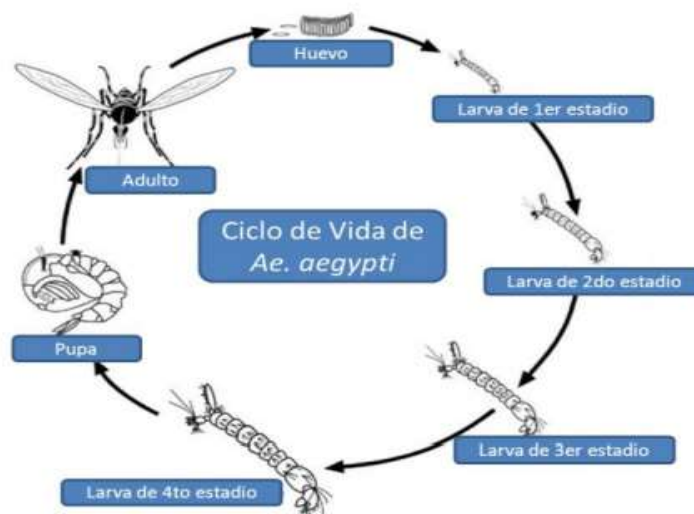 Huevo
Larva de 1er estadio
Adulto
Ciclo de Vida de
Ae. aegypti
Larva de 2do estadio
Pupa
Larva de 3er estadio
Larva de 4to estadio